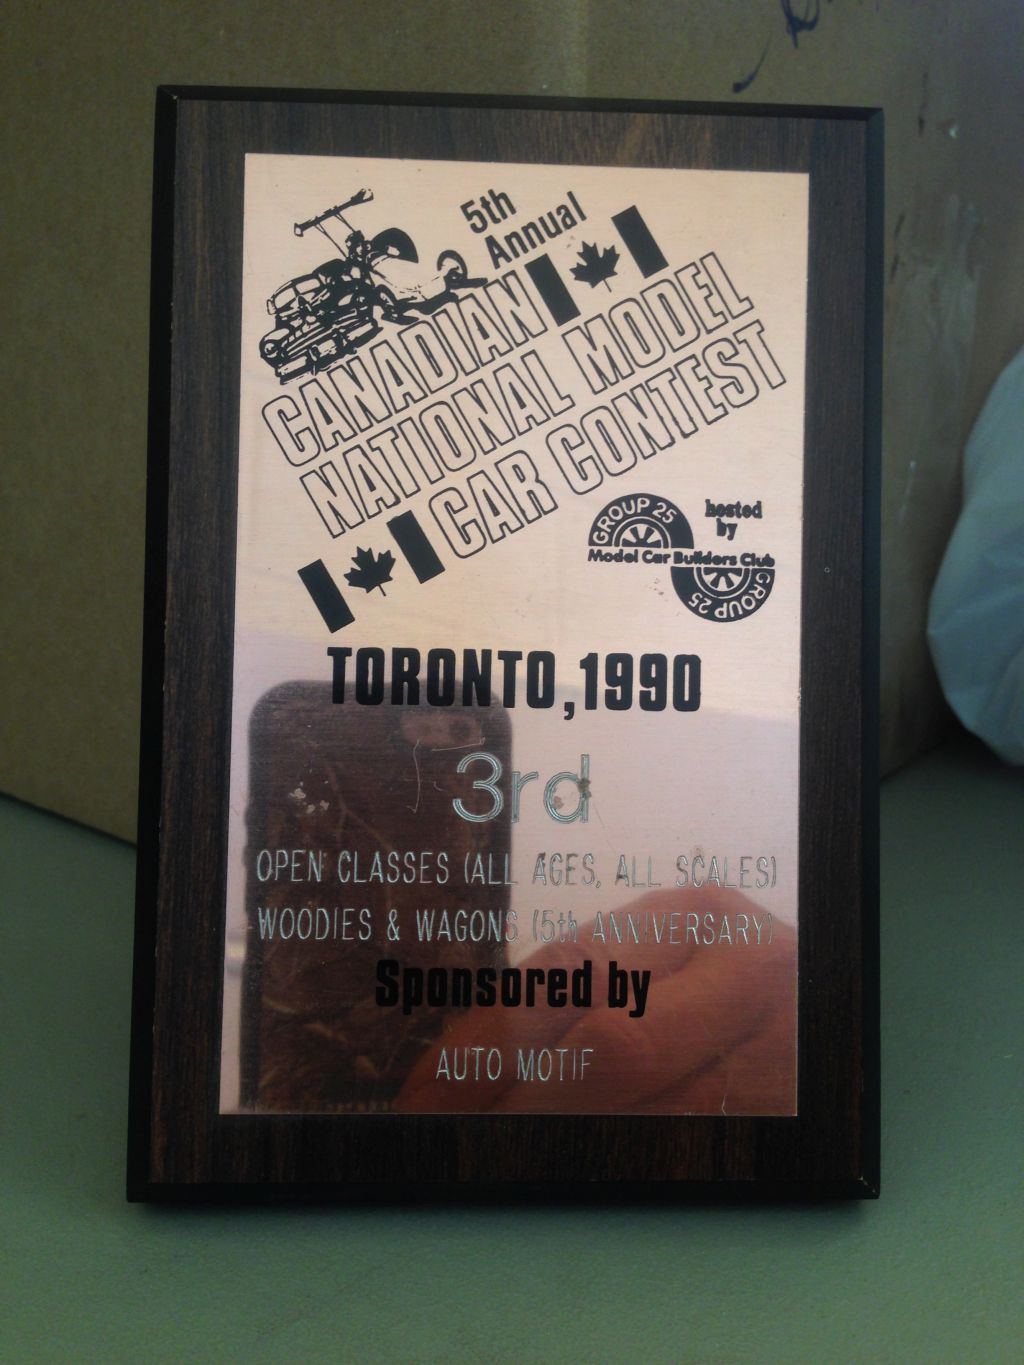 5th
Annual
CANADIAN
NATIONAL MODEL
CAR CONTEST
GROUP 25
hosted
by
Model Car Builders Club
GROUP 25
TORONTO, 1990
3rd
OPEN CLASSES (ALL AGES, ALL SCALES)
WOODIES & WAGONS (5th ANNIVERSARY)
Sponsored by
AUTO MOTIF